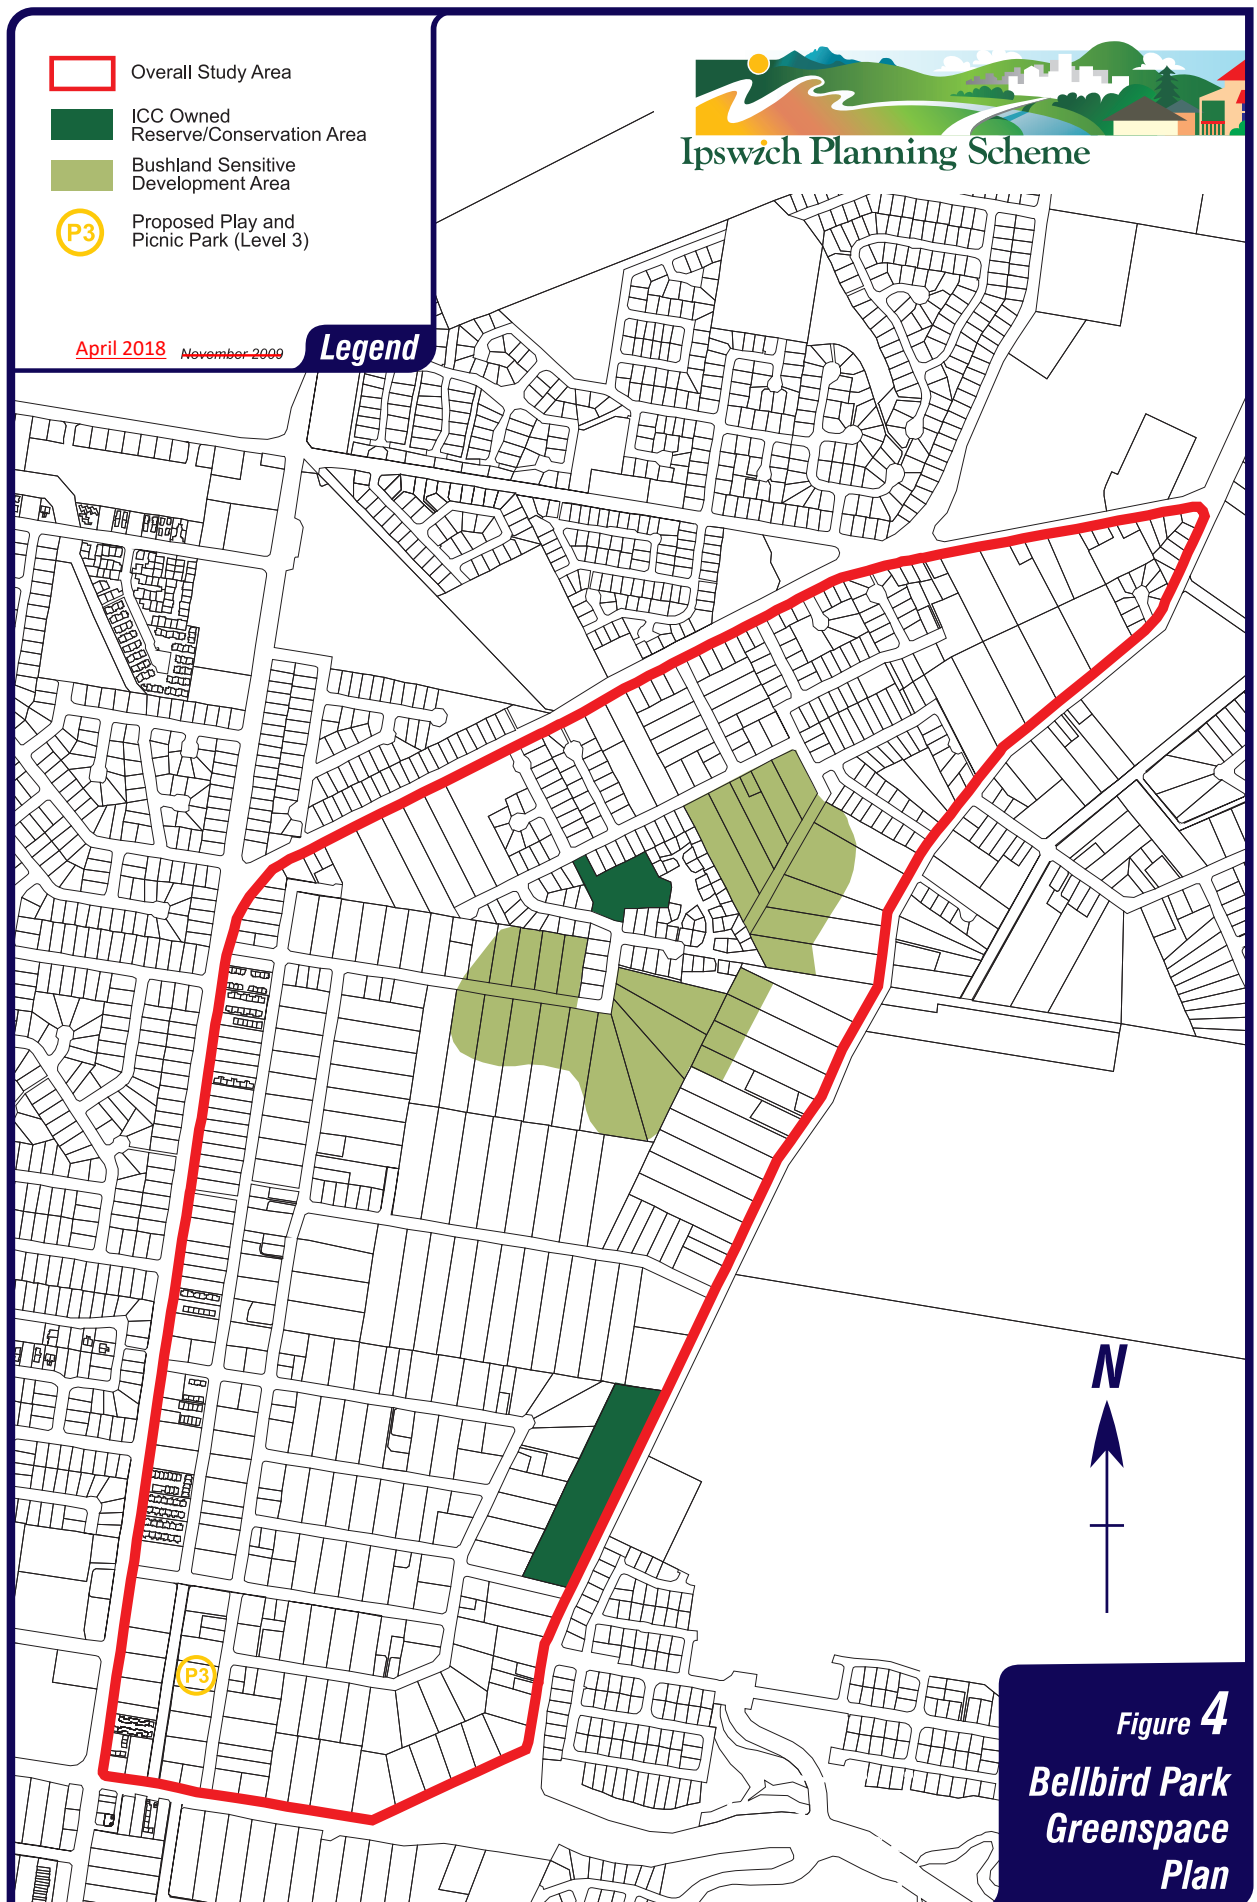 Overall Study Area
ICC Owned
Reserve/Conservation Area
Bushland Sensitive
Development Area
P3
Proposed Play and
Picnic Park (Level 3)
April 2018 November 2009
Legend
Ipswich Planning Scheme
N
P3
Figure 4
Bellbird Park
Greenspace
Plan